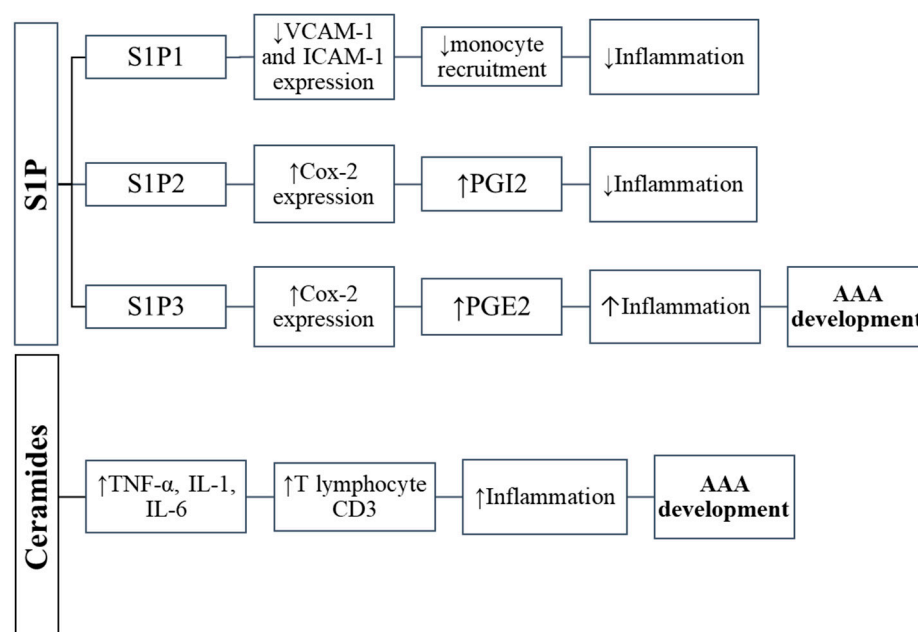 S1P
S1P1
↓VCAM-1
and ICAM-1
expression
↓monocyte
recruitment
↓Inflammation
S1P2
↑Cox-2
expression
↑PGI2
↓Inflammation
S1P3
↑Cox-2
expression
↑PGE2
↑Inflammation
AAA
development
Ceramides
↑TNF-α, IL-1,
IL-6
↑T lymphocyte
CD3
↑Inflammation
AAA
development